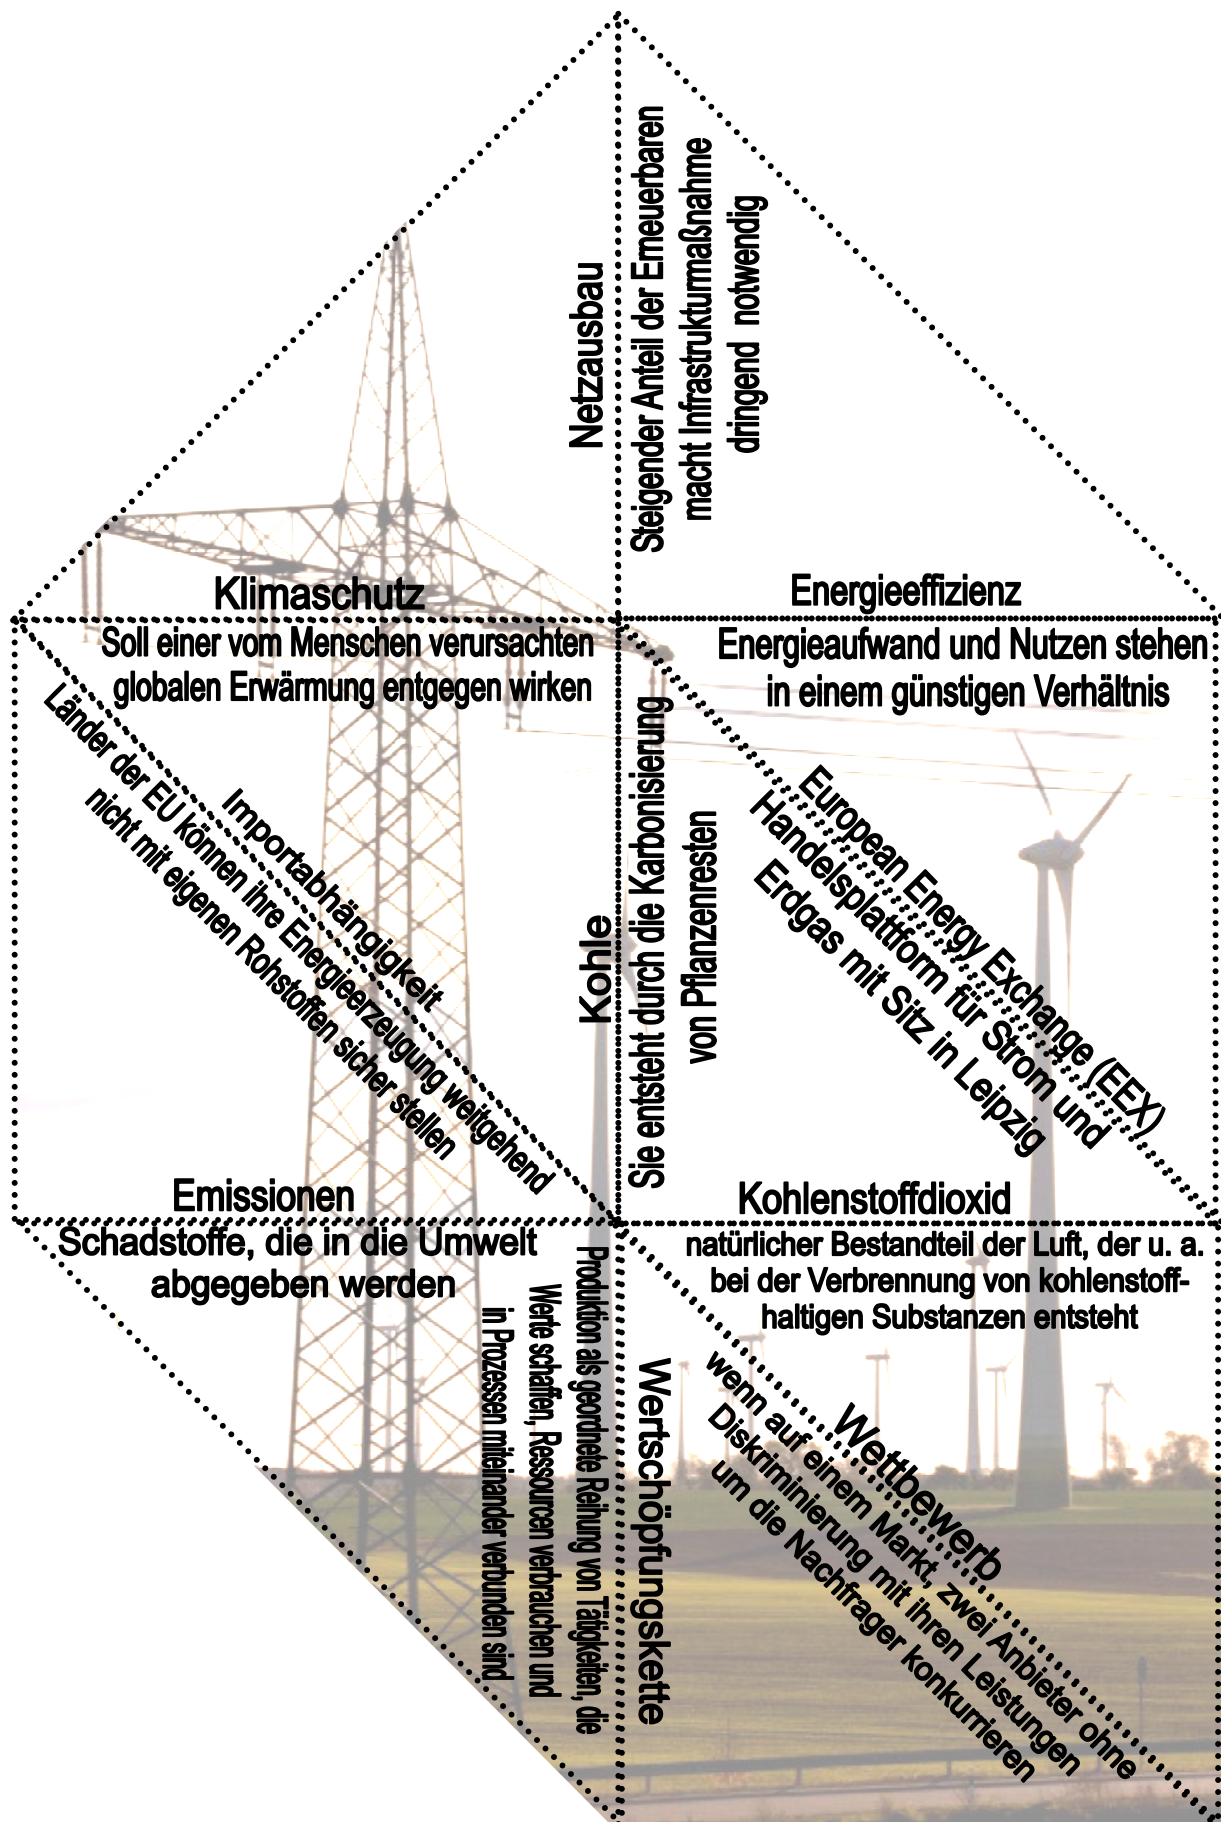 Netzausbau
Steigender Anteil der Erneuerbaren
macht Infrastrukturmaßnahme
dringend notwendig
Klimaschutz
Soll einer vom Menschen verursachten
globalen Erwärmung entgegen wirken
Energieeffizienz
Energieaufwand und Nutzen stehen
in einem günstigen Verhältnis
Importabhängigkeit
Länder der EU können ihre Energieerzeugung weitgehend
nicht mit eigenen Rohstoffen sicher stellen
Kohle
Sie entsteht durch die Karbonisierung
von Pflanzenresten
European Energy Exchange (EEX)
Handelsplattform für Strom und
Erdgas mit Sitz in Leipzig
Emissionen
Schadstoffe, die in die Umwelt
abgegeben werden
Kohlenstoffdioxid
natürlicher Bestandteil der Luft, der u. a.
bei der Verbrennung von kohlenstoff-
haltigen Substanzen entsteht
Wertschöpfungskette
Produktion als geordnete Reihung von Tätigkeiten, die
Werte schaffen, Ressourcen verbrauchen und
in Prozessen miteinander verbunden sind
Wettbewerb
wenn auf einem Markt, zwei Anbieter ohne
Diskriminierung mit ihren Leistungen
um die Nachfrager konkurrieren